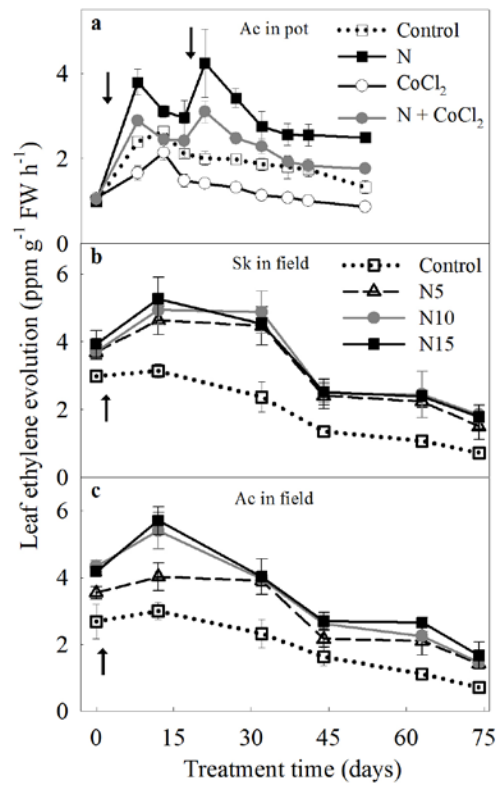 a
Ac in pot
Control
N
CoCl2
N + CoCl2
4
2
0
b
Sk in field
Control
N5
N10
N15
6
4
2
0
c
Ac in field
6
4
2
0
0 15 30 45 60 75
Treatment time (days)
Leaf ethylene evolution (ppm g-1 FW h-1)